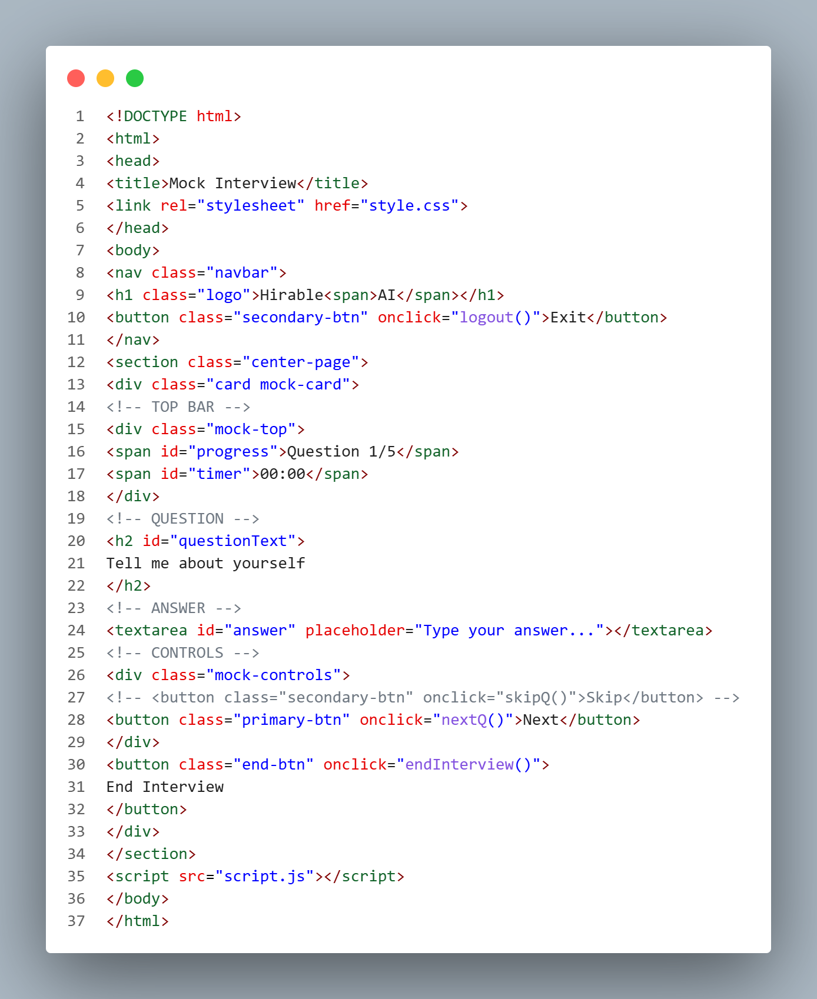 1 <!DOCTYPE html>
2 <html>
3 <head>
4 <title>Mock Interview</title>
5 <link rel="stylesheet" href="style.css">
6 </head>
7 <body>
8 <nav class="navbar">
9 <h1 class="logo">Hirable<span>AI</span></h1>
10 <button class="secondary-btn" onclick="logout()">Exit</button>
11 </nav>
12 <section class="center-page">
13 <div class="card mock-card">
14 <!-- TOP BAR -->
15 <div class="mock-top">
16 <span id="progress">Question 1/5</span>
17 <span id="timer">00:00</span>
18 </div>
19 <!-- QUESTION -->
20 <h2 id="questionText">
21 Tell me about yourself
22 </h2>
23 <!-- ANSWER -->
24 <textarea id="answer" placeholder="Type your answer..."></textarea>
25 <!-- CONTROLS -->
26 <div class="mock-controls">
27 <!-- <button class="secondary-btn" onclick="skipQ()">Skip</button> -->
28 <button class="primary-btn" onclick="nextQ()">Next</button>
29 </div>
30 <button class="end-btn" onclick="endInterview()">
31 End Interview
32 </button>
33 </div>
34 </section>
35 <script src="script.js"></script>
36 </body>
37 </html>